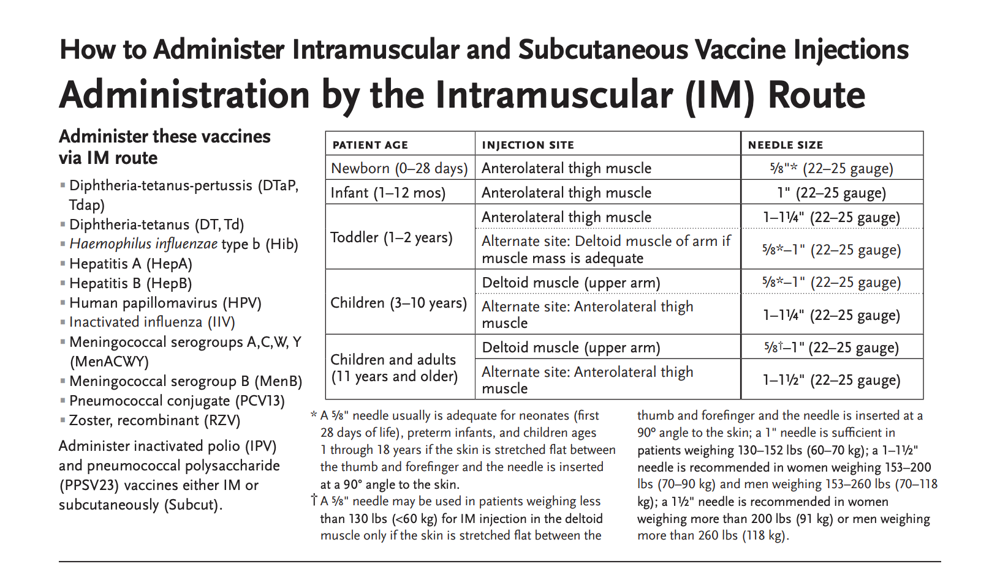 How to Administer Intramuscular and Subcutaneous Vaccine Injections
Administration by the Intramuscular (IM) Route
Administer these vaccines
via IM route
▪ Diphtheria-tetanus-pertussis (DTaP,
Tdap)
▪ Diphtheria-tetanus (DT, Td)
▪ Haemophilus influenzae type b (Hib)
▪ Hepatitis A (HepA)
▪ Hepatitis B (HepB)
▪ Human papillomavirus (HPV)
▪ Inactivated influenza (IIV)
▪ Meningococcal serogroups A,C,W, Y
(MenACWY)
▪ Meningococcal serogroup B (MenB)
▪ Pneumococcal conjugate (PCV13)
▪ Zoster, recombinant (RZV)
Administer inactivated polio (IPV)
and pneumococcal polysaccharide
(PPSV23) vaccines either IM or
subcutaneously (Subcut).
PATIENT AGE INJECTION SITE NEEDLE SIZE
Newborn (0–28 days) Anterolateral thigh muscle ⅝"* (22–25 gauge)
Infant (1–12 mos) Anterolateral thigh muscle 1" (22–25 gauge)
Toddler (1–2 years) Anterolateral thigh muscle 1–1¼" (22–25 gauge)
Alternate site: Deltoid muscle of arm if
muscle mass is adequate ⅝*–1" (22–25 gauge)
Children (3–10 years) Deltoid muscle (upper arm) ⅝*–1" (22–25 gauge)
Alternate site: Anterolateral thigh
muscle 1–1¼" (22–25 gauge)
Children and adults
(11 years and older) Deltoid muscle (upper arm) ⅝†–1" (22–25 gauge)
Alternate site: Anterolateral thigh
muscle 1–1½" (22–25 gauge)
* A ⅝" needle usually is adequate for neonates (first
28 days of life), preterm infants, and children ages
1 through 18 years if the skin is stretched flat between
the thumb and forefinger and the needle is inserted
at a 90° angle to the skin.
† A ⅝" needle may be used in patients weighing less
than 130 lbs (<60 kg) for IM injection in the deltoid
muscle only if the skin is stretched flat between the
thumb and forefinger and the needle is inserted at a
90° angle to the skin; a 1" needle is sufficient in
patients weighing 130–152 lbs (60–70 kg); a 1–1½"
needle is recommended in women weighing 153–200
lbs (70–90 kg) and men weighing 153–260 lbs (70–118
kg); a 1½" needle is recommended in women
weighing more than 200 lbs (91 kg) or men weighing
more than 260 lbs (118 kg).